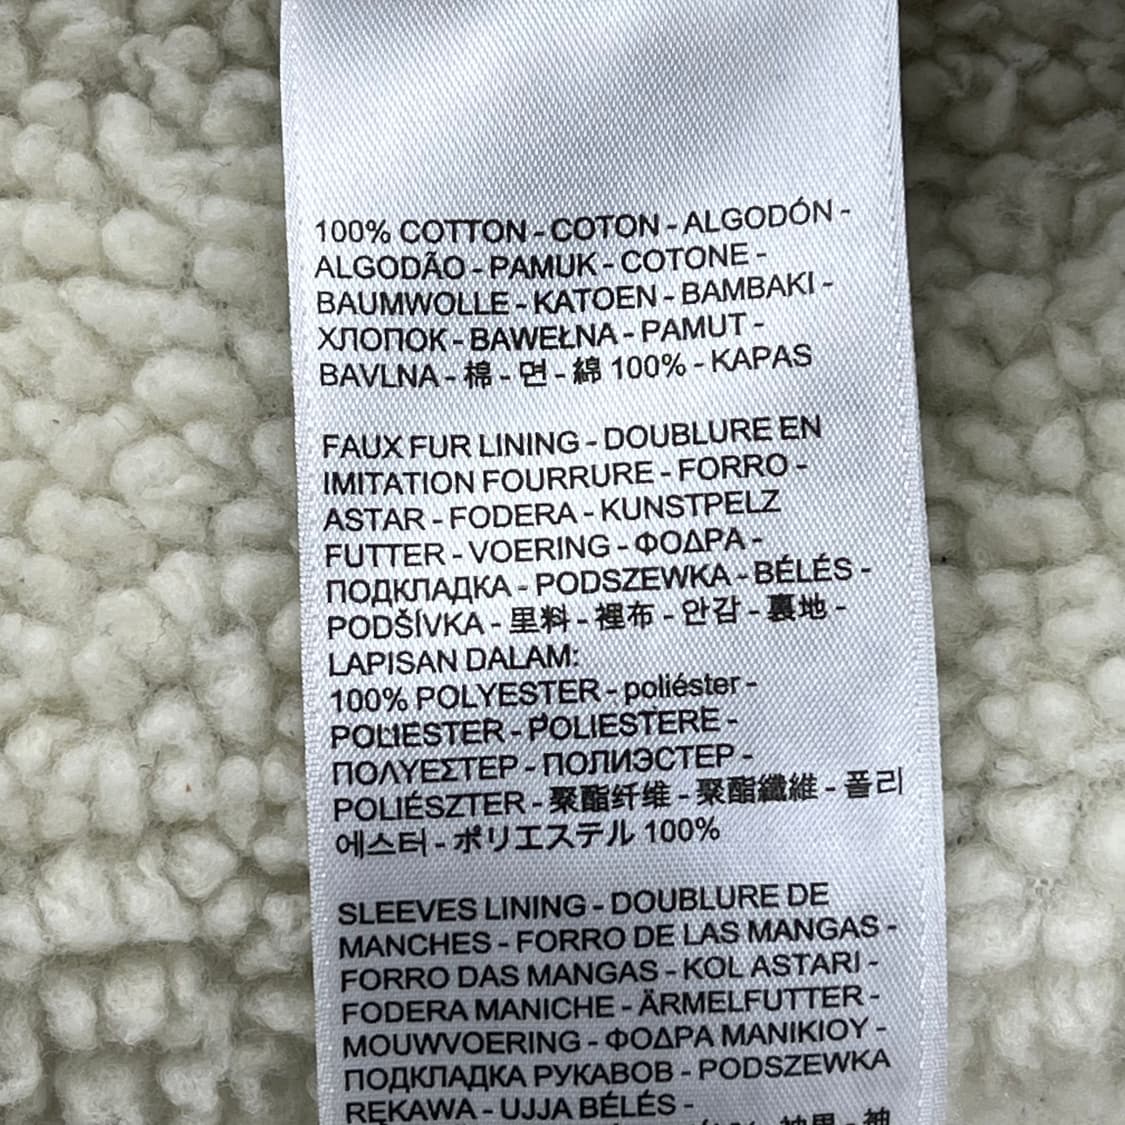 100% COTTON - COTON - ALGODÓN -
ALGODÃO - PAMUK - COTONE -
BAUMWOLLE - KATOEN - BAMBAKI -
ХЛОПОК - BAWEŁNA - PAMUT -
BAVLNA - 棉 - 면 - 綿 100% - KAPAS
FAUX FUR LINING - DOUBLURE EN
IMITATION FOURRURE - FORRO -
ASTAR - FODERA - KUNSTPELZ
FUTTER - VOERING - ΦΟΔΡΑ -
ПОДКЛАДКА - PODSZEWKA - BÉLÉS -
PODŠÍVKA - 里料 - 裡布 - 안감 - 裏地 -
LAPISAN DALAM:
100% POLYESTER - poliéster -
POLIESTER - POLIESTERE -
ΠΟΛΥΕΣΤΕΡ - ПОЛИЭСТЕР -
POLIÉSZTER - 聚酯纤维 - 聚酯纖維 - 폴리
에스터 - ポリエステル 100%
SLEEVES LINING - DOUBLURE DE
MANCHES - FORRO DE LAS MANGAS -
FORRO DAS MANGAS - KOL ASTARI -
FODERA MANICHE - ÄRMELFUTTER -
MOUWVOERING - ΦΟΔΡΑ ΜΑΝΙΚΙΟΥ -
ПОДКЛАДКА РУКАВОВ - PODSZEWKA
RĘKAWA - UJJA BÉLÉS -